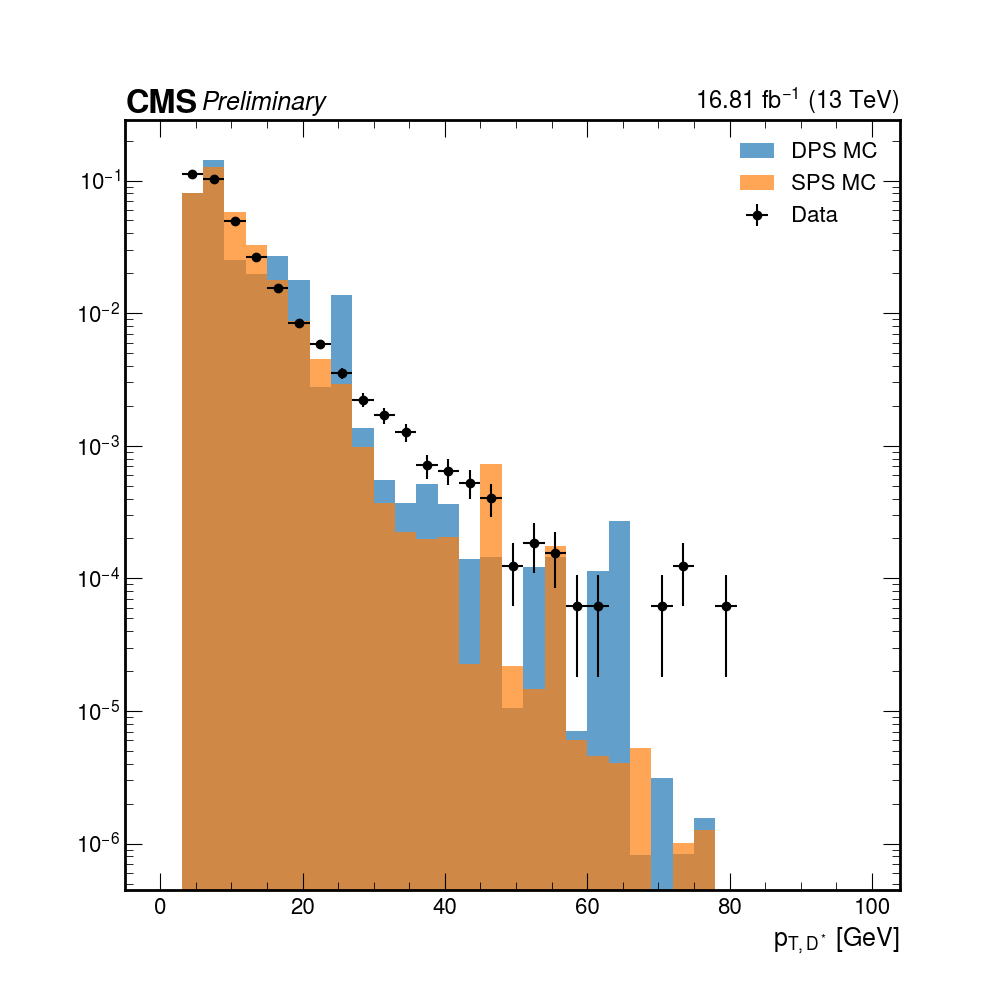 CMS Preliminary 16.81 fb⁻¹ (13 TeV)
DPS MC
SPS MC
Data
10⁻¹
10⁻²
10⁻³
10⁻⁴
10⁻⁵
10⁻⁶
0 20 40 60 80 100
p_{T, D^*} [GeV]